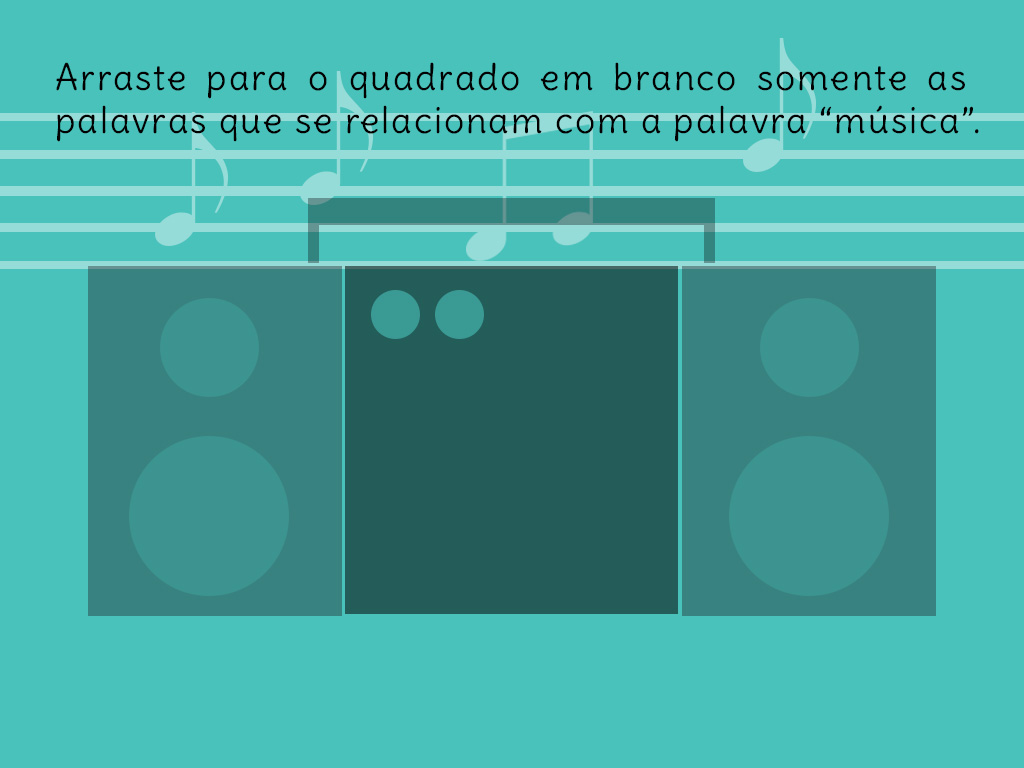 Arraste para o quadrado em branco somente as
palavras que se relacionam com a palavra “música”.